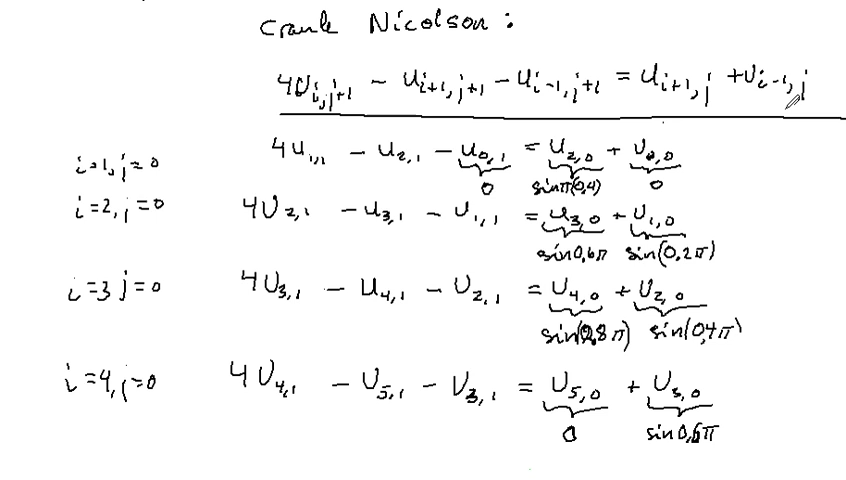 Crank Nicolson :
4U_{i,j+1} - U_{i+1,j+1} - U_{i-1,j+1} = U_{i+1,j} + U_{i-1,j}
i=1, j=0 4U_{1,1} - U_{2,1} - U_{0,1} = U_{2,0} + U_{0,0}
0 sin π(0.4) 0
i=2, j=0 4U_{2,1} - U_{3,1} - U_{1,1} = U_{3,0} + U_{1,0}
sin 0.6π sin(0.2π)
i=3 j=0 4U_{3,1} - U_{4,1} - U_{2,1} = U_{4,0} + U_{2,0}
sin(0.8π) sin(0.4π)
i=4, j=0 4U_{4,1} - U_{5,1} - U_{3,1} = U_{5,0} + U_{3,0}
0 sin 0.6π